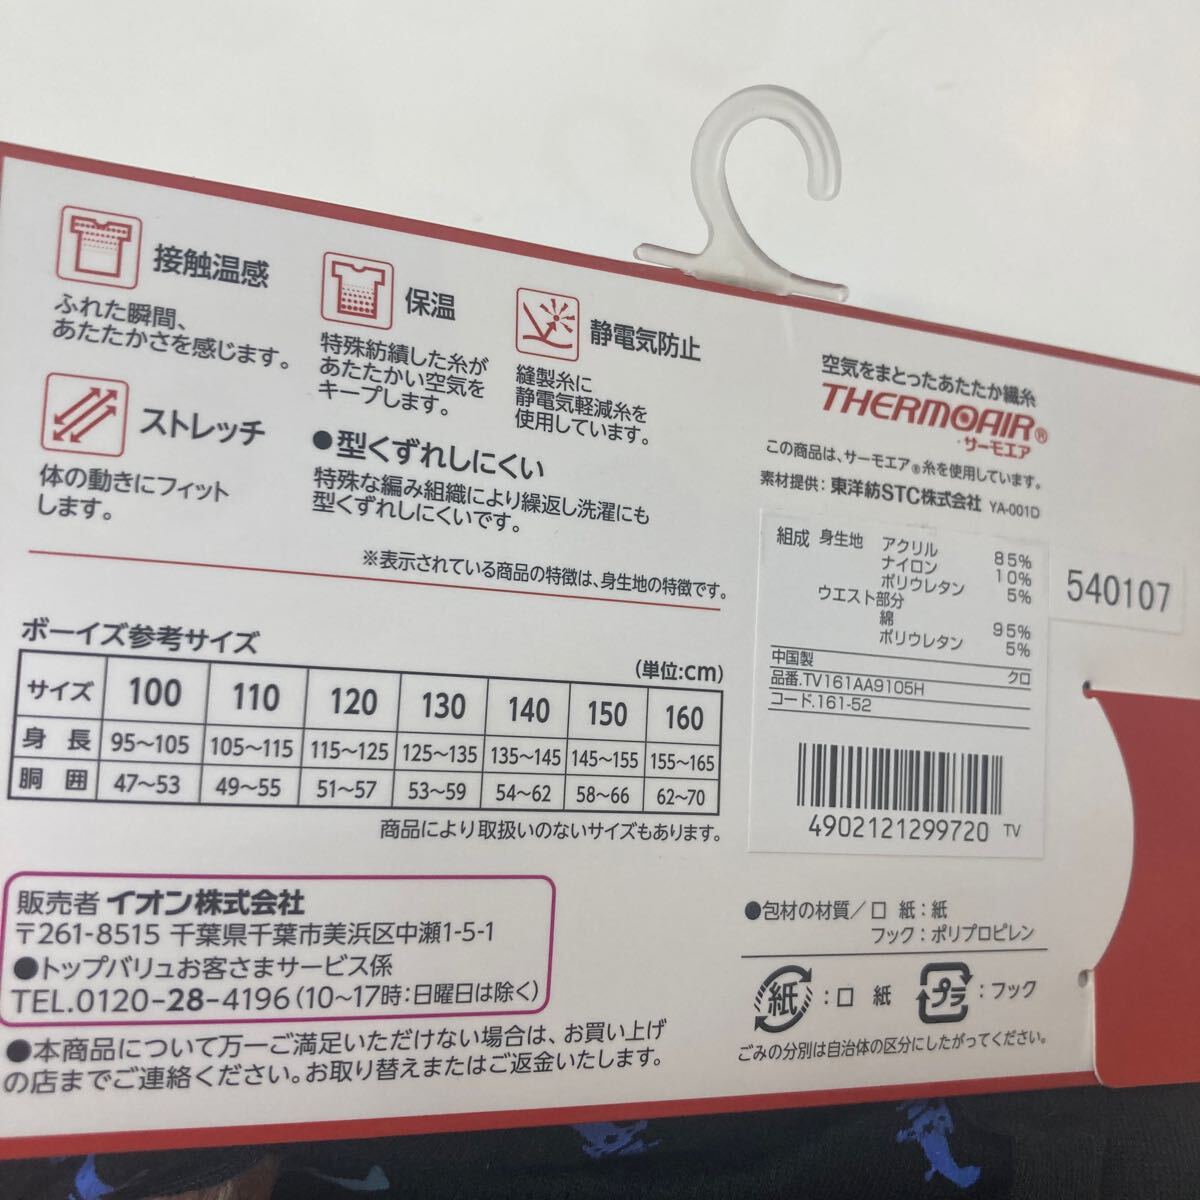 接触温感
ふれた瞬間、
あたたかさを感じます。
ストレッチ
体の動きにフィット
します。
保温
特殊紡績した糸が
あたたかい空気を
キープします。
静電気防止
縫製糸に
静電気軽減糸を
使用しています。
●型くずれしにくい
特殊な編み組織により繰返し洗濯にも
型くずれしにくいです。
※表示されている商品の特徴は、身生地の特徴です。
ボーイズ参考サイズ
(単位:cm)
サイズ 100 110 120 130 140 150 160
身長 95〜105 105〜115 115〜125 125〜135 135〜145 145〜155 155〜165
胴囲 47〜53 49〜55 51〜57 53〜59 54〜62 58〜66 62〜70
商品により取扱いのないサイズもあります。
販売者 イオン株式会社
〒261-8515 千葉県千葉市美浜区中瀬1-5-1
●トップバリュお客さまサービス係
TEL.0120-28-4196(10〜17時:日曜日は除く)
●本商品について万一ご満足いただけない場合は、お買い上げ
の店までご連絡ください。お取り替えまたはご返金いたします。
空気をまとったあたたか繊糸
THERMOAIR®
サーモエア
この商品は、サーモエア®糸を使用しています。
素材提供:東洋紡STC株式会社 YA-001D
組成 身生地 アクリル 85%
ナイロン 10%
ポリウレタン 5%
ウエスト部分
綿 95%
ポリウレタン 5%
中国製 クロ
品番.TV161AA9105H
コード.161-52
4902121299720 TV
540107
●包材の材質/口 紙:紙
フック:ポリプロピレン
紙:口 紙 プラ:フック
ごみの分別は自治体の区分にしたがってください。